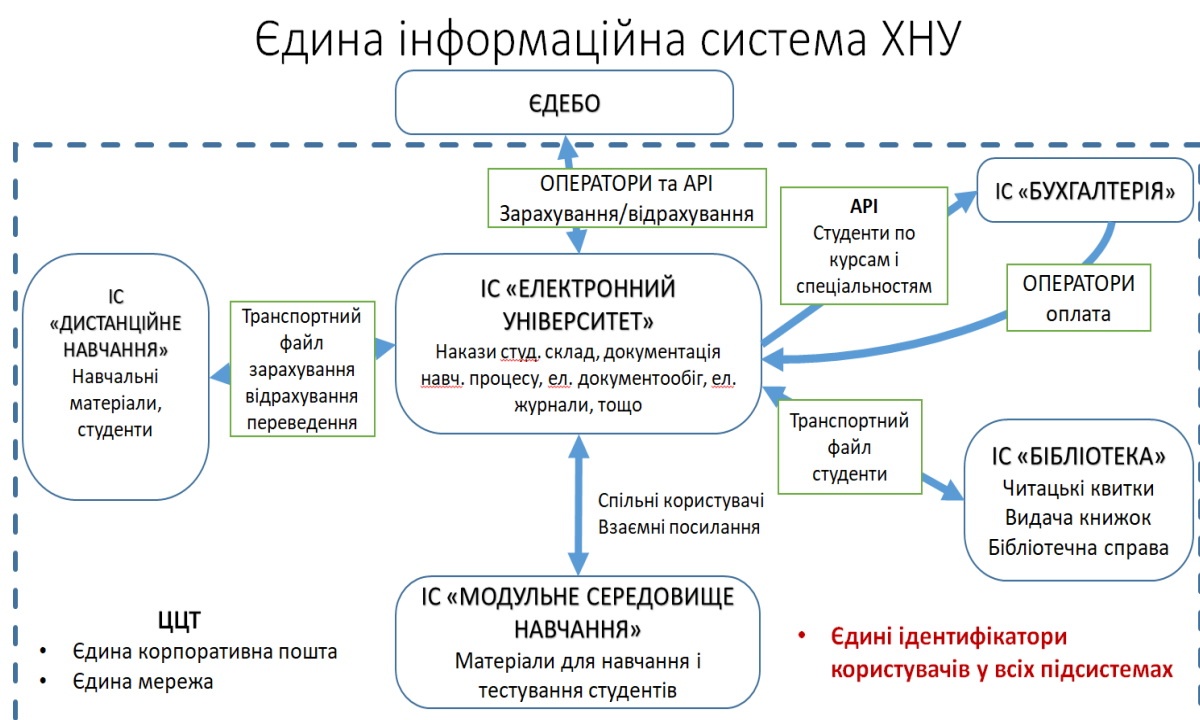 Єдина інформаційна система ХНУ
ЄДЕБО
ОПЕРАТОРИ та АРІ
Зарахування/відрахування
АРІ
Студенти по
курсам і
спеціальностям
ІС «БУХГАЛТЕРІЯ»
ОПЕРАТОРИ
оплата
ІС
«ДИСТАНЦІЙНЕ
НАВЧАННЯ»
Навчальні
матеріали,
студенти
Транспортний
файл
зарахування
відрахування
переведення
ІС «ЕЛЕКТРОННИЙ
УНІВЕРСИТЕТ»
Накази студ. склад, документація
навч. процесу, ел. документообіг, ел.
журнали, тощо
Транспортний
файл
студенти
ІС «БІБЛІОТЕКА»
Читацькі квитки
Видача книжок
Бібліотечна справа
Спільні користувачі
Взаємні посилання
ІС «МОДУЛЬНЕ СЕРЕДОВИЩЕ
НАВЧАННЯ»
Матеріали для навчання і
тестування студентів
ЦЦТ
• Єдина корпоративна пошта
• Єдина мережа
• Єдині ідентифікатори
користувачів у всіх підсистемах